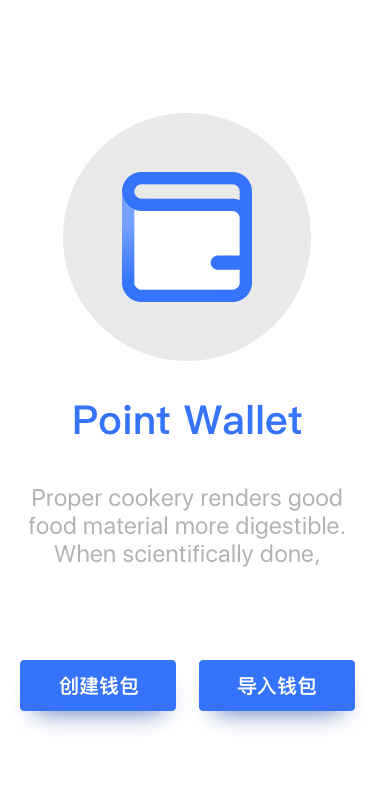 Point Wallet
Proper cookery renders good
food material more digestible.
When scientifically done,
创建钱包
导入钱包